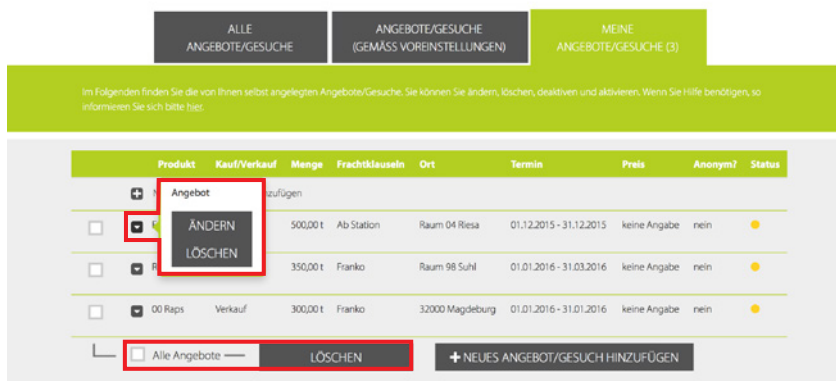 ALLE
ANGEBOTE/GESUCHE
ANGEBOTE/GESUCHE
(GEMÄSS VOREINSTELLUNGEN)
MEINE
ANGEBOTE/GESUCHE (3)
Im Folgenden finden Sie die von Ihnen selbst angelegten Angebote/Gesuche. Sie können Sie ändern, löschen, deaktiven und aktivieren. Wenn Sie Hilfe benötigen, so
informieren Sie sich bitte hier.
Produkt Kauf/Verkauf Menge Frachtklauseln Ort Termin Preis Anonym? Status
Angebot
ÄNDERN
LÖSCHEN
500,00 t Ab Station Raum 04 Riesa 01.12.2015 - 31.12.2015 keine Angabe nein
350,00 t Franko Raum 98 Suhl 01.01.2016 - 31.03.2016 keine Angabe nein
00 Raps Verkauf 300,00 t Franko 32000 Magdeburg 01.01.2016 - 31.01.2016 keine Angabe nein
Alle Angebote LÖSCHEN + NEUES ANGEBOT/GESUCH HINZUFÜGEN